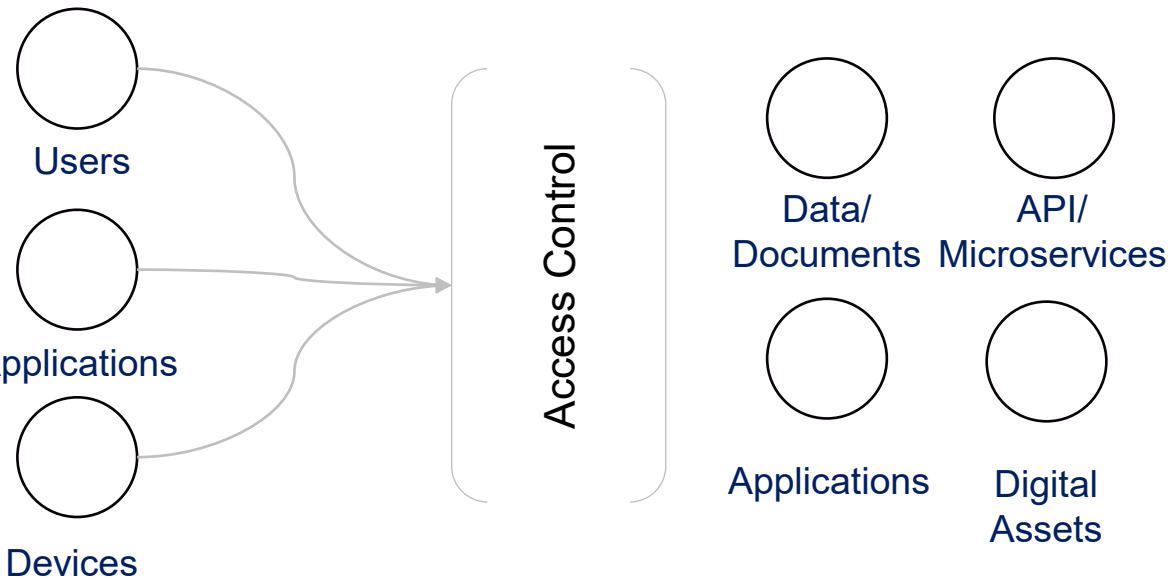 Users
pplications
Devices
Access Control
Data/
Documents
API/
Microservices
Applications
Digital
Assets